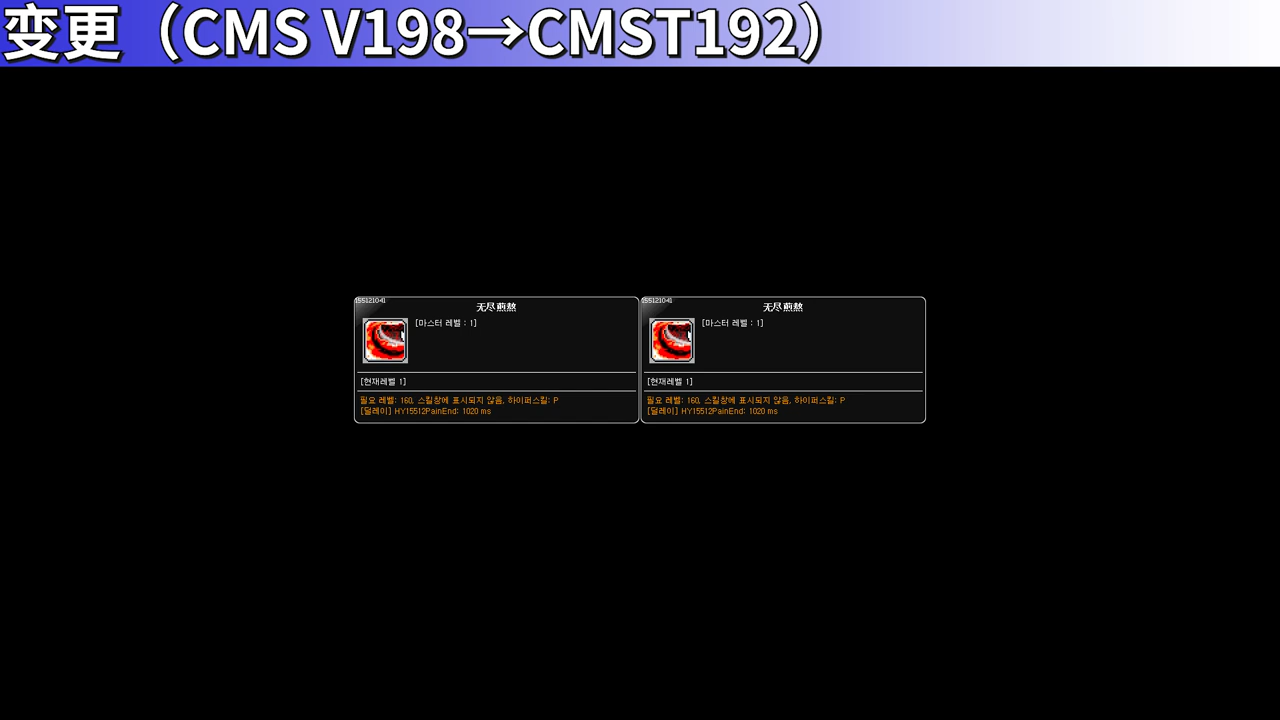 变更（CMS V198→CMST192）
155121041
无尽煎熬
[마스터 레벨 : 1]
[현재레벨 1]
필요 레벨: 160, 스킬창에 표시되지 않음, 하이퍼스킬: P
[딜레이] HY15512PainEnd: 1020 ms
155121041
无尽煎熬
[마스터 레벨 : 1]
[현재레벨 1]
필요 레벨: 160, 스킬창에 표시되지 않음, 하이퍼스킬: P
[딜레이] HY15512PainEnd: 1020 ms